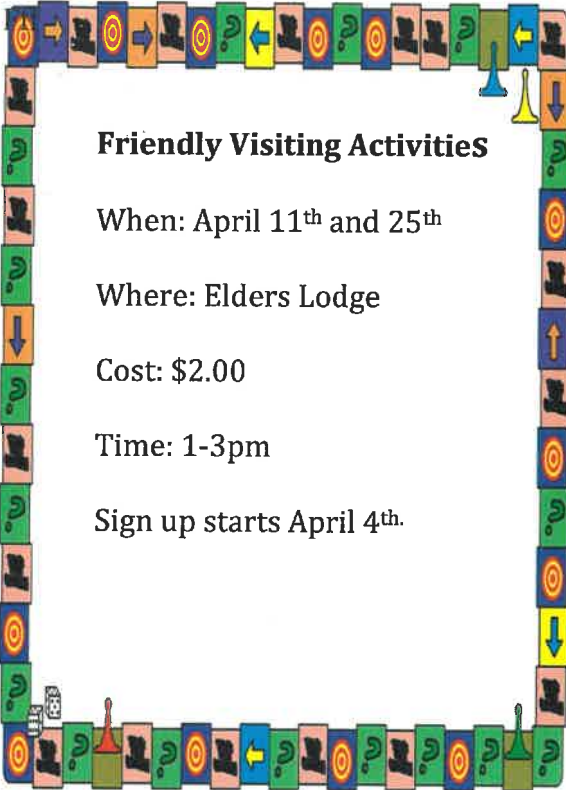 Friendly Visiting Activities
When: April 11th and 25th
Where: Elders Lodge
Cost: $2.00
Time: 1-3pm
Sign up starts April 4th.